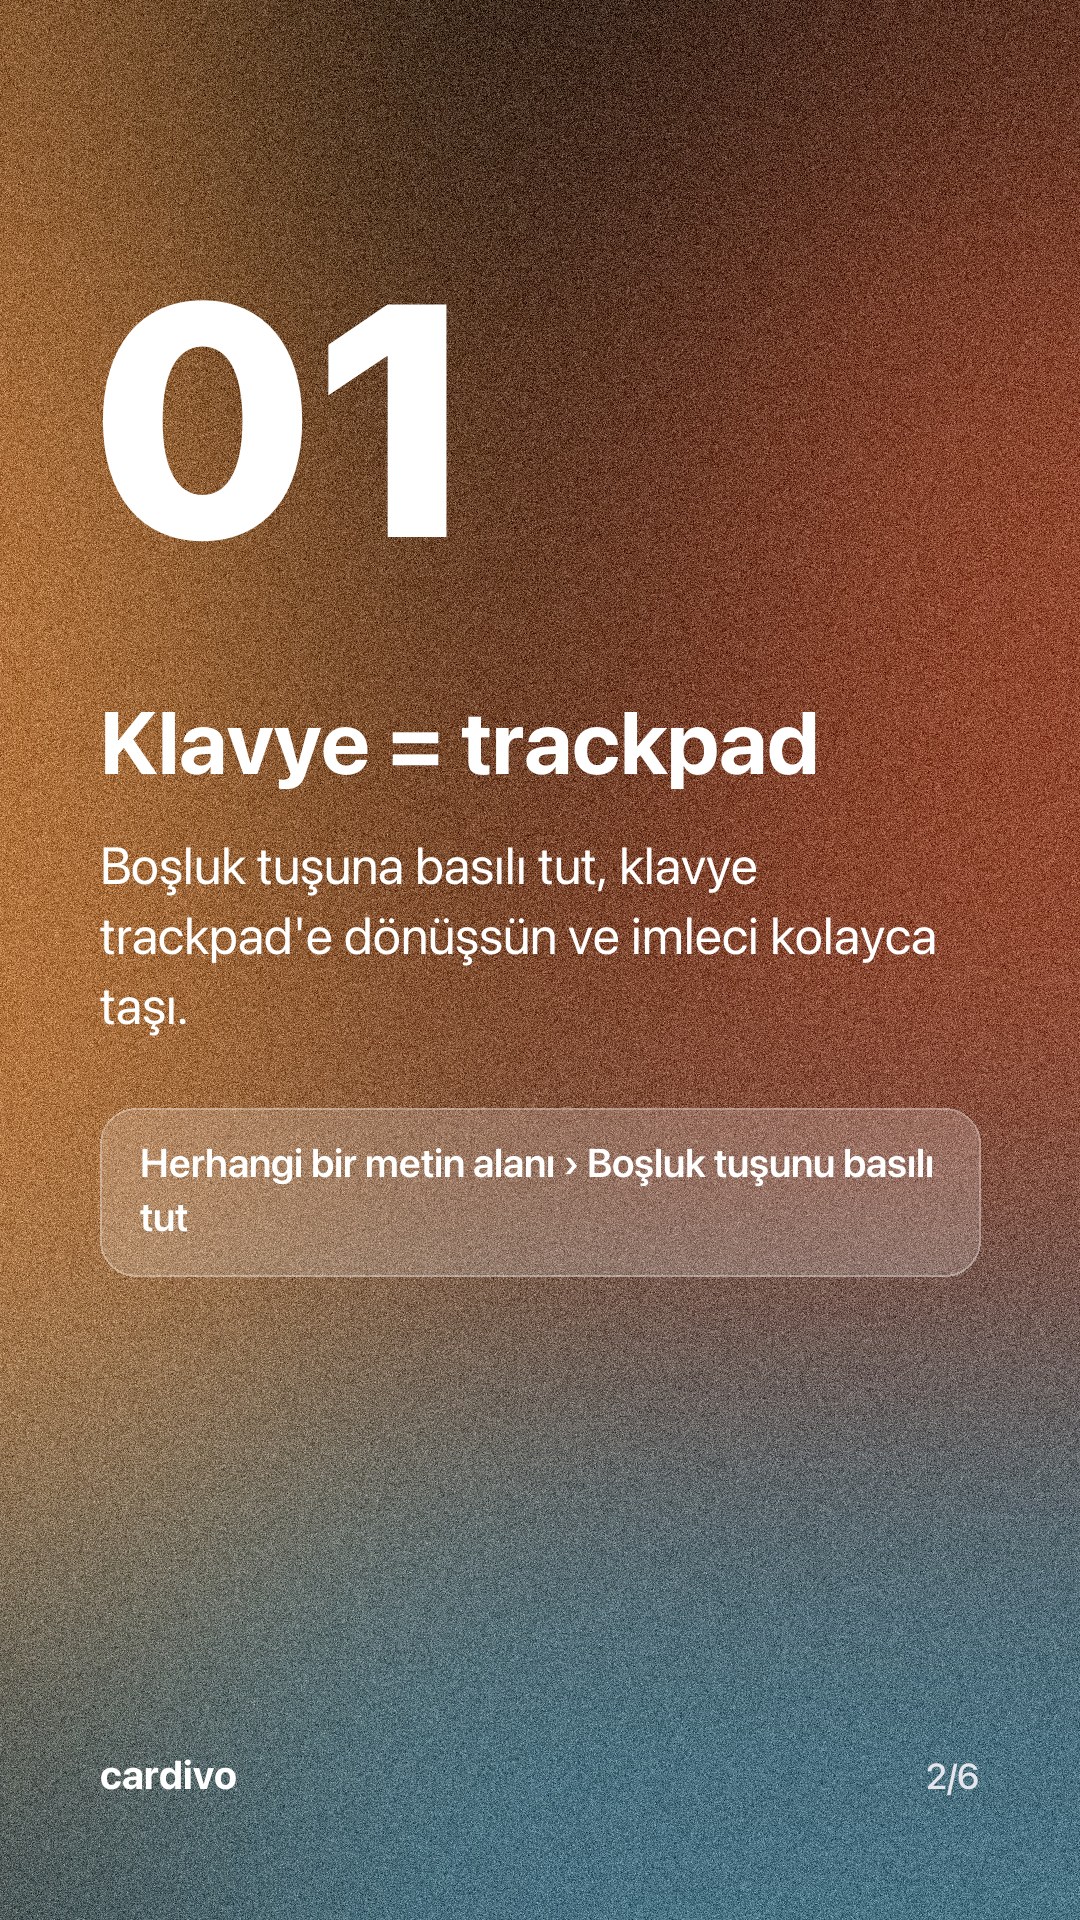 01
Klavye = trackpad
Boşluk tuşuna basılı tut, klavye
trackpad'e dönüşsün ve imleci kolayca
taşı.
Herhangi bir metin alanı › Boşluk tuşunu basılı
tut
cardivo
2/6